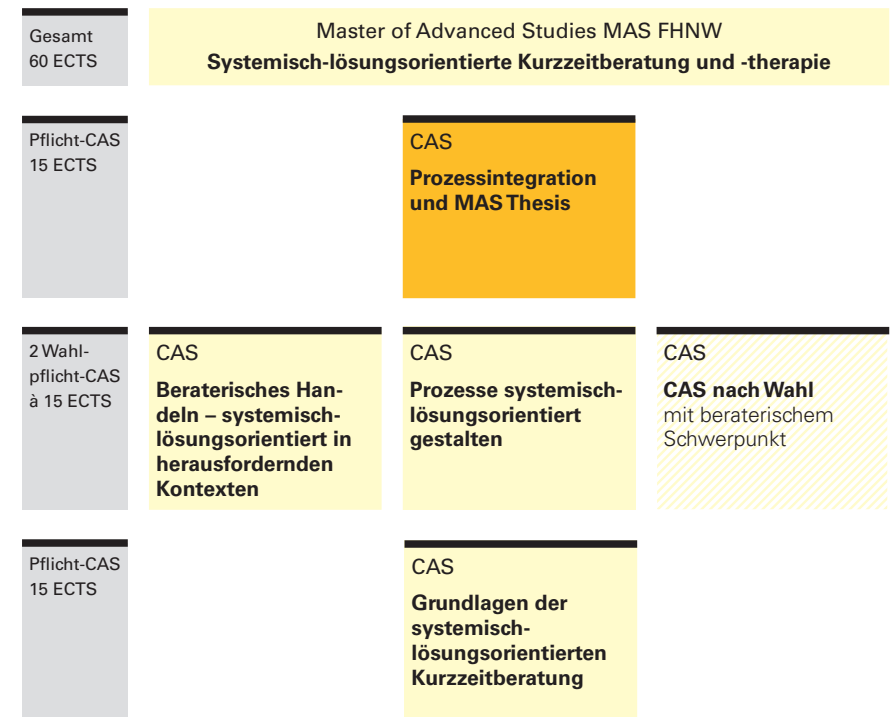 Gesamt
60 ECTS
Master of Advanced Studies MAS FHNW
Systemisch-lösungsorientierte Kurzzeitberatung und -therapie
Pflicht-CAS
15 ECTS
CAS
Prozessintegration
und MAS Thesis
2 Wahl-
pflicht-CAS
à 15 ECTS
CAS
Beraterisches Han-
deln – systemisch-
lösungsorientiert in
herausfordernden
Kontexten
CAS
Prozesse systemisch-
lösungsorientiert
gestalten
CAS
CAS nach Wahl
mit beraterischem
Schwerpunkt
Pflicht-CAS
15 ECTS
CAS
Grundlagen der
systemisch-
lösungsorientierten
Kurzzeitberatung